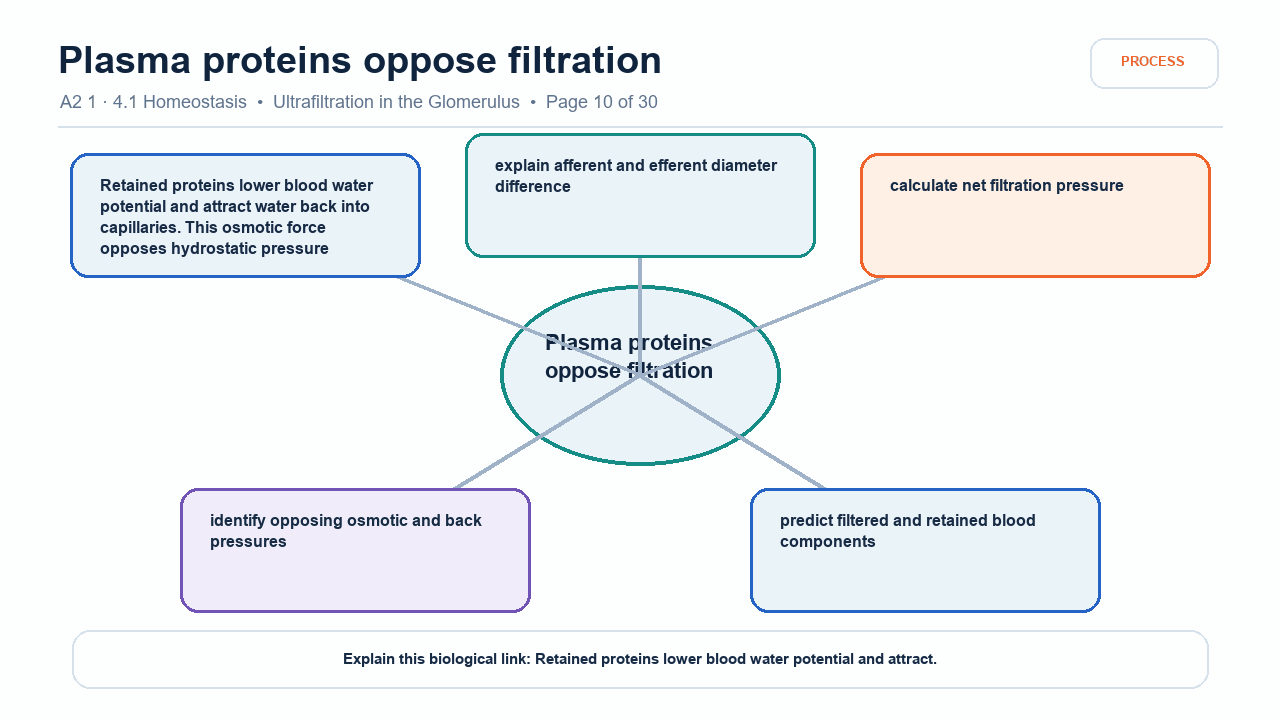 Plasma proteins oppose filtration
PROCESS
A2 1 · 4.1 Homeostasis • Ultrafiltration in the Glomerulus • Page 10 of 30
Retained proteins lower blood water
potential and attract water back into
capillaries. This osmotic force
opposes hydrostatic pressure
explain afferent and efferent diameter
difference
calculate net filtration pressure
Plasma proteins
oppose filtration
identify opposing osmotic and back
pressures
predict filtered and retained blood
components
Explain this biological link: Retained proteins lower blood water potential and attract.